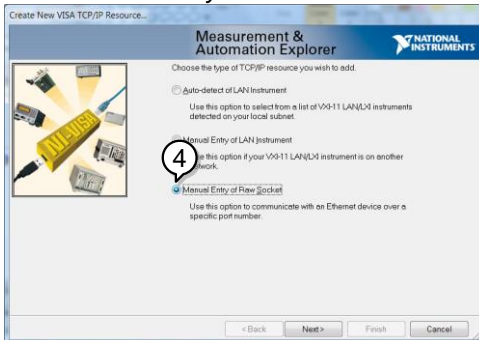 Create New VISA TCP/IP Resource...
Measurement &
Automation Explorer
NATIONAL
INSTRUMENTS
Choose the type of TCP/IP resource you wish to add.
Auto-detect of LAN Instrument
Use this option to select from a list of VXI-11 LAN/LXI instruments
detected on your local subnet.
Manual Entry of LAN Instrument
this option if your VXI-11 LAN/LXI instrument is on another
4
Manual Entry of Raw Socket
Use this option to communicate with an Ethernet device over a
specific port number.
NI-VISA
< Back Next > Finish Cancel